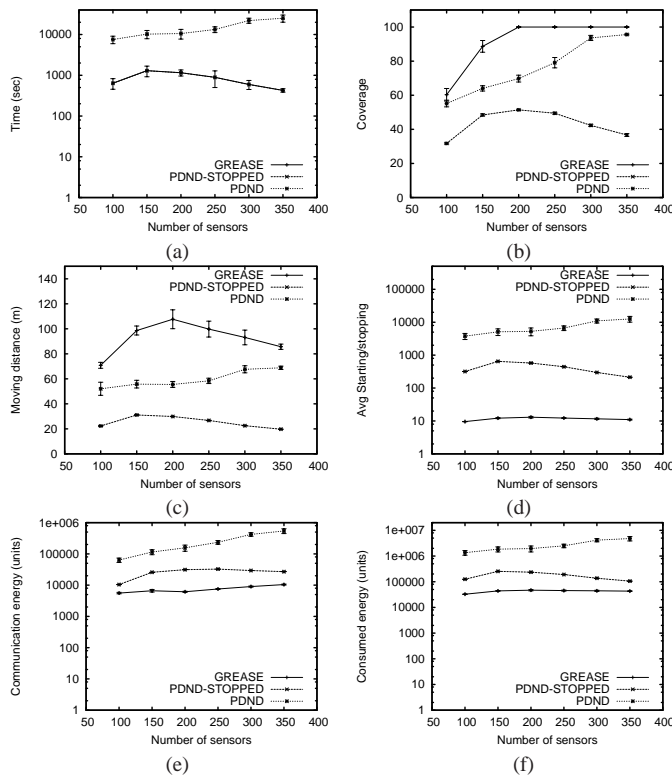 10000
1000
100
10
1
50 100 150 200 250 300 350 400
Time (sec)
Number of sensors
GREASE
PDND-STOPPED
PDND
(a)
100
80
60
40
20
0
50 100 150 200 250 300 350 400
Coverage
Number of sensors
GREASE
PDND-STOPPED
PDND
(b)
140
120
100
80
60
40
20
0
50 100 150 200 250 300 350 400
Moving distance (m)
Number of sensors
GREASE
PDND-STOPPED
PDND
(c)
100000
10000
1000
100
10
1
50 100 150 200 250 300 350 400
Avg Starting/stopping
Number of sensors
GREASE
PDND-STOPPED
PDND
(d)
1e+006
100000
10000
1000
100
10
1
50 100 150 200 250 300 350 400
Communication energy (units)
Number of sensors
GREASE
PDND-STOPPED
PDND
(e)
1e+007
1e+006
100000
10000
1000
100
10
1
50 100 150 200 250 300 350 400
Consumed energy (units)
Number of sensors
GREASE
PDND-STOPPED
PDND
(f)